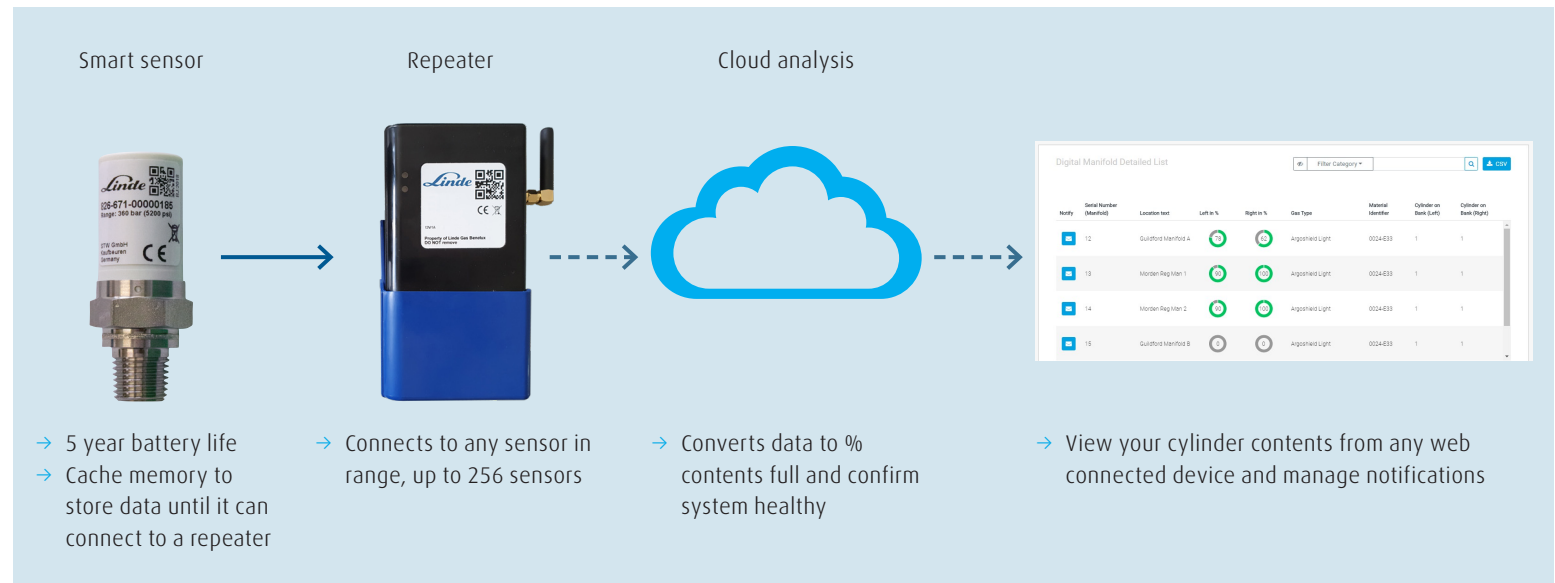 Smart sensor
Repeater
Cloud analysis
Linde
826-671-00000185
Range: 360 bar (5200 psi)
STW GmbH
Kaufbeuren
Germany
CE
Linde
CE
Property of Linde Gas Benelux
DO NOT remove
Digital Manifold Detailed List
Filter Category
CSV
Notify Serial Number (Manifold) Location text Left in % Right in % Gas Type Material Identifier Cylinder on Bank (Left) Cylinder on Bank (Right)
12 Guildford Manifold A 78 62 Argoshield Light 0024-E33 1 1
13 Morden Reg Man 1 90 100 Argoshield Light 0024-E33 1 1
14 Morden Reg Man 2 90 100 Argoshield Light 0024-E33 1 1
15 Guildford Manifold B 0 0 Argoshield Light 0024-E33 1 1
→ 5 year battery life
→ Cache memory to
store data until it can
connect to a repeater
→ Connects to any sensor in
range, up to 256 sensors
→ Converts data to %
contents full and confirm
system healthy
→ View your cylinder contents from any web
connected device and manage notifications